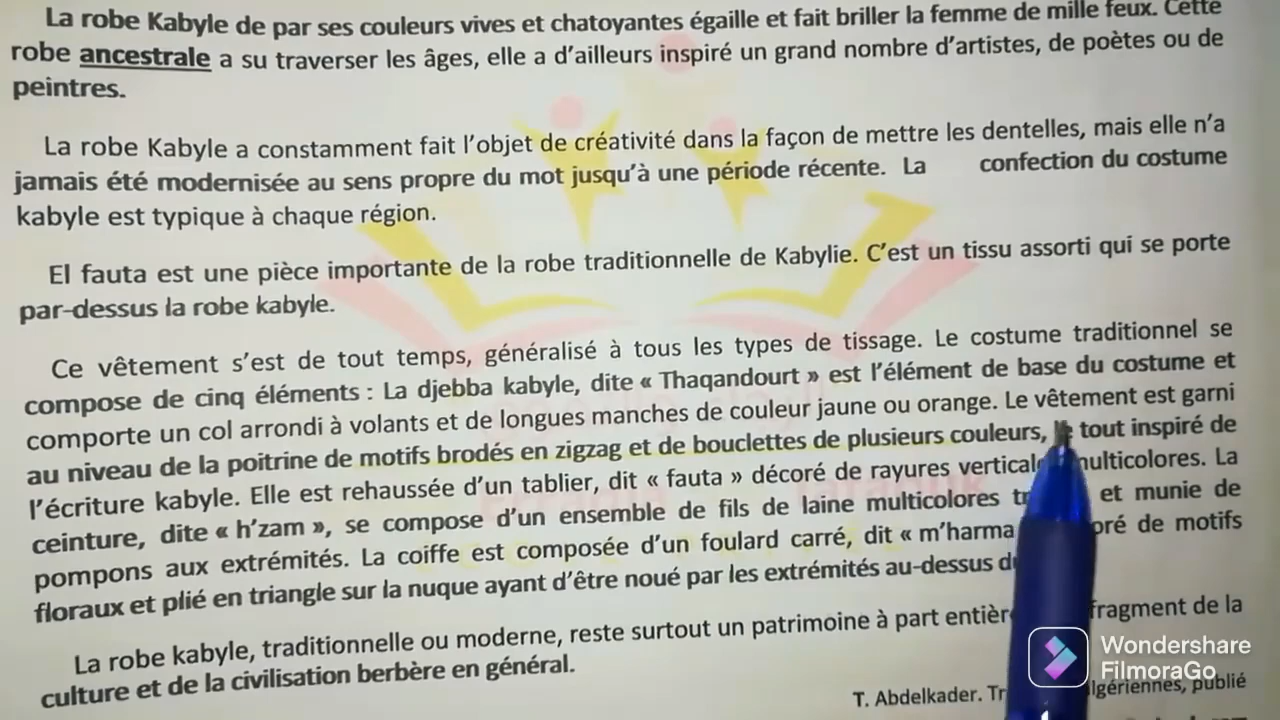 La robe Kabyle de par ses couleurs vives et chatoyantes égaille et fait briller la femme de mille feux. Cette
robe ancestrale a su traverser les âges, elle a d'ailleurs inspiré un grand nombre d'artistes, de poètes ou de
peintres.
La robe Kabyle a constamment fait l'objet de créativité dans la façon de mettre les dentelles, mais elle n'a
jamais été modernisée au sens propre du mot jusqu'à une période récente. La confection du costume
kabyle est typique à chaque région.
El fauta est une pièce importante de la robe traditionnelle de Kabylie. C'est un tissu assorti qui se porte
par-dessus la robe kabyle.
Ce vêtement s'est de tout temps, généralisé à tous les types de tissage. Le costume traditionnel se
compose de cinq éléments : La djebba kabyle, dite « Thaqandourt » est l'élément de base du costume et
comporte un col arrondi à volants et de longues manches de couleur jaune ou orange. Le vêtement est garni
au niveau de la poitrine de motifs brodés en zigzag et de bouclettes de plusieurs couleurs, tout inspiré de
l'écriture kabyle. Elle est rehaussée d'un tablier, dit « fauta » décoré de rayures multicolores. La
ceinture, dite « h'zam », se compose d'un ensemble de fils de laine multicolores et munie de
pompons aux extrémités. La coiffe est composée d'un foulard carré, dit « m'harma de motifs
floraux et plié en triangle sur la nuque ayant d'être noué par les extrémités au-dessus
La robe kabyle, traditionnelle ou moderne, reste surtout un patrimoine à part fragment de la
culture et de la civilisation berbère en général.
T. Abdelkader. publié
Wondershare
FilmoraGo